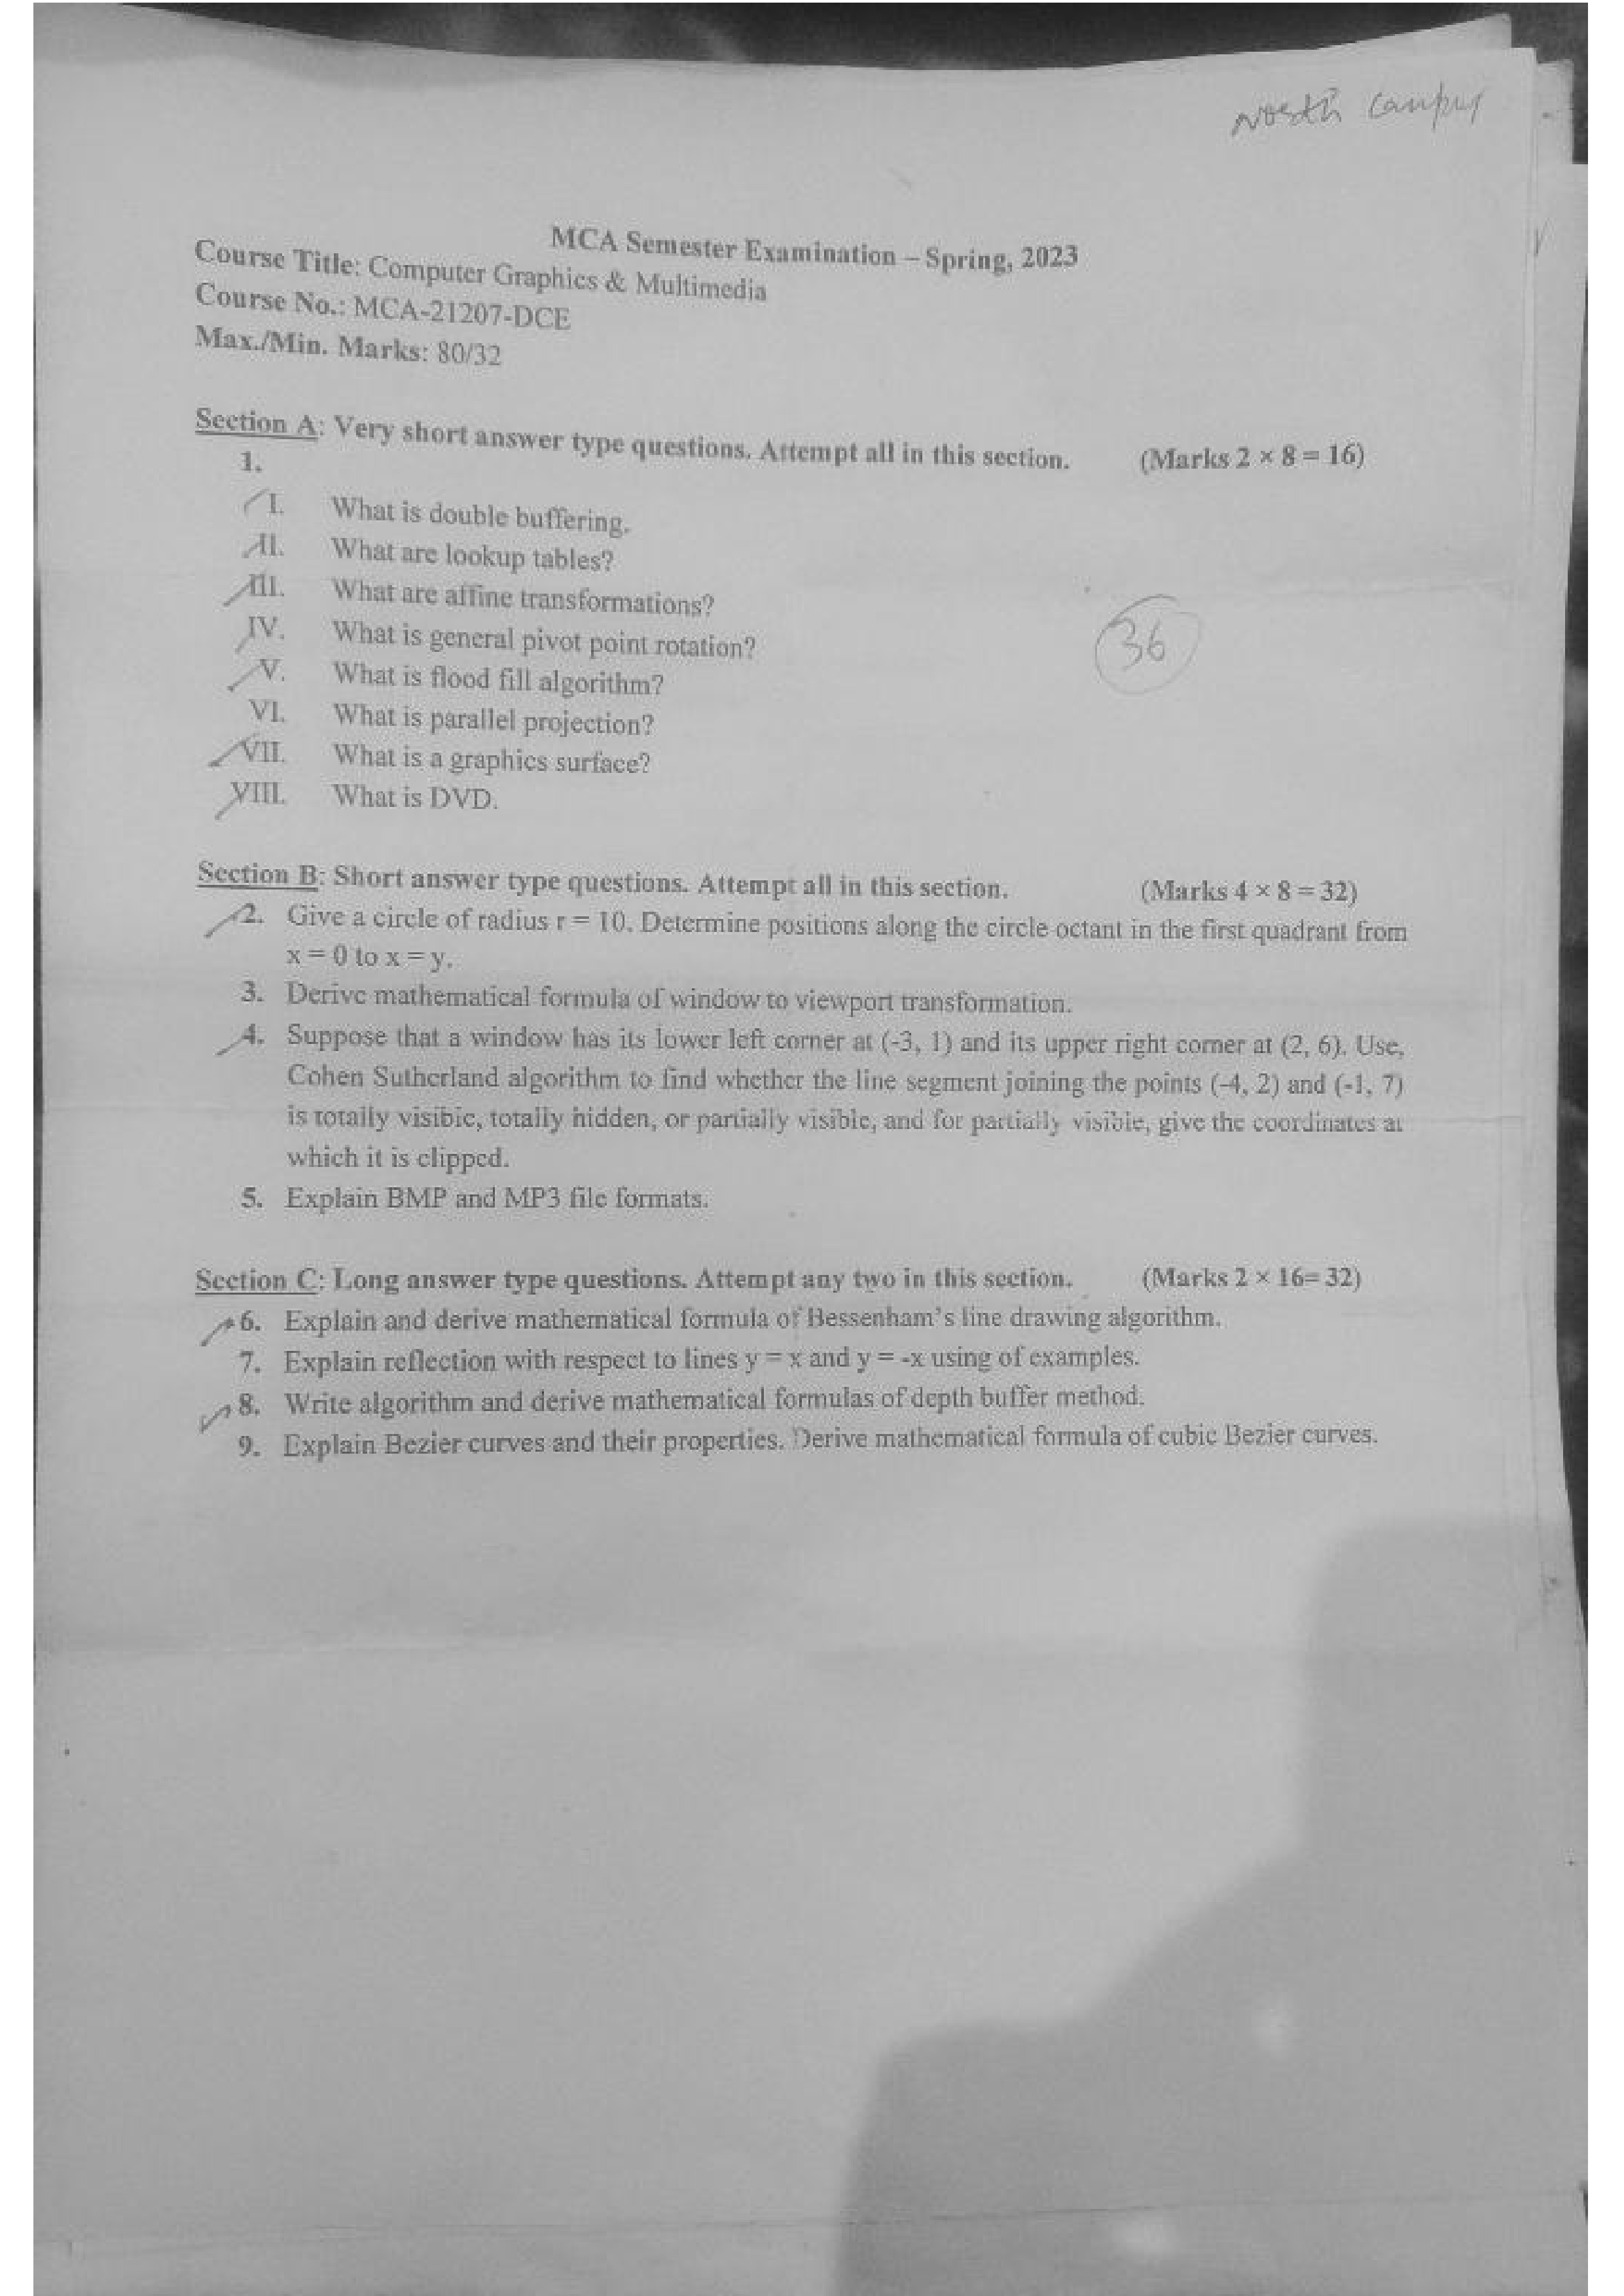 North Campus
MCA Semester Examination – Spring, 2023
Course Title: Computer Graphics & Multimedia
Course No.: MCA-21207-DCE
Max./Min. Marks: 80/32
Section A: Very short answer type questions. Attempt all in this section. (Marks 2 × 8 = 16)
1.
I. What is double buffering.
II. What are lookup tables?
III. What are affine transformations?
IV. What is general pivot point rotation?
V. What is flood fill algorithm?
VI. What is parallel projection?
VII. What is a graphics surface?
VIII. What is DVD.
36
Section B: Short answer type questions. Attempt all in this section. (Marks 4 × 8 = 32)
2. Give a circle of radius r = 10. Determine positions along the circle octant in the first quadrant from
x = 0 to x = y.
3. Derive mathematical formula of window to viewport transformation.
4. Suppose that a window has its lower left corner at (-3, 1) and its upper right corner at (2, 6). Use,
Cohen Sutherland algorithm to find whether the line segment joining the points (-4, 2) and (-1, 7)
is totally visible, totally hidden, or partially visible, and for partially visible, give the coordinates at
which it is clipped.
5. Explain BMP and MP3 file formats.
Section C: Long answer type questions. Attempt any two in this section. (Marks 2 × 16= 32)
6. Explain and derive mathematical formula of Bessenham's line drawing algorithm.
7. Explain reflection with respect to lines y = x and y = -x using of examples.
8. Write algorithm and derive mathematical formulas of depth buffer method.
9. Explain Bezier curves and their properties. Derive mathematical formula of cubic Bezier curves.